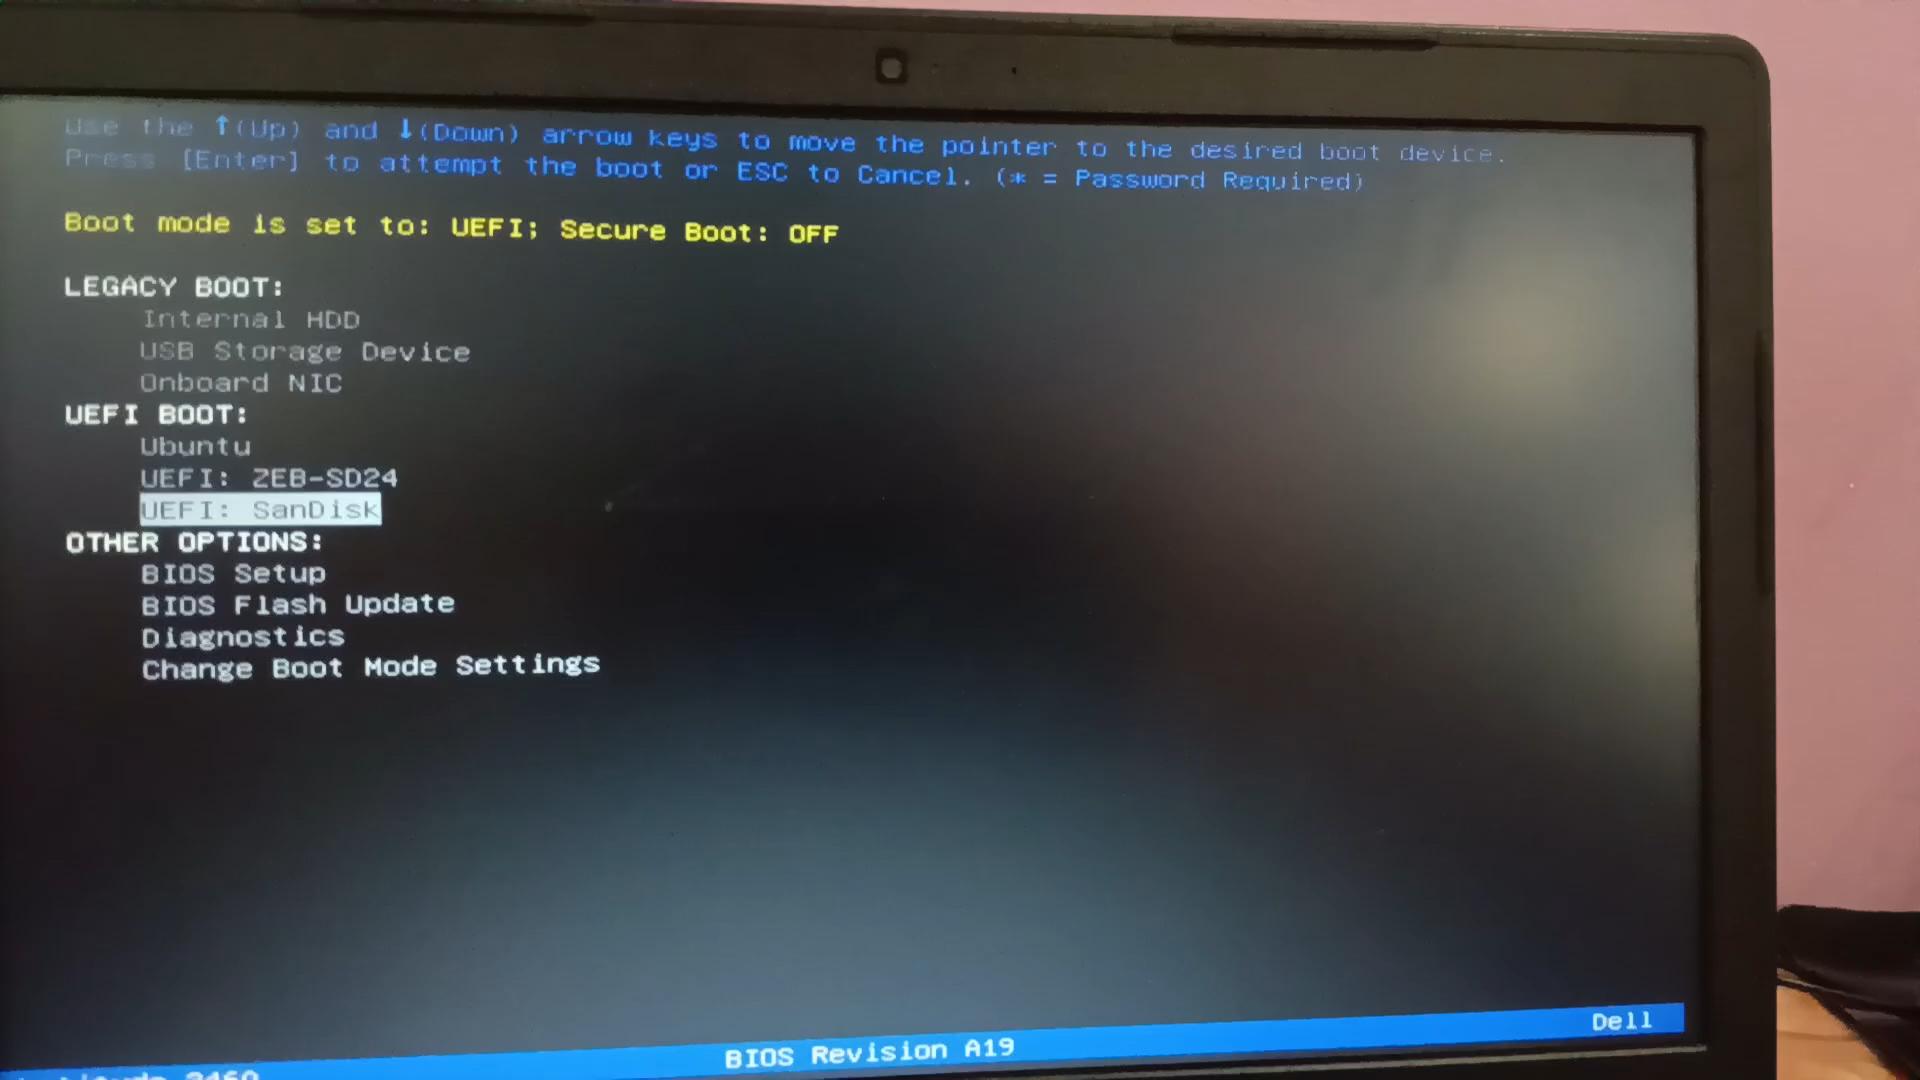 Use the ↑(Up) and ↓(Down) arrow keys to move the pointer to the desired boot device.
Press [Enter] to attempt the boot or ESC to Cancel. (* = Password Required)
Boot mode is set to: UEFI; Secure Boot: OFF
LEGACY BOOT:
Internal HDD
USB Storage Device
Onboard NIC
UEFI BOOT:
Ubuntu
UEFI: ZEB-SD24
UEFI: SanDisk
OTHER OPTIONS:
BIOS Setup
BIOS Flash Update
Diagnostics
Change Boot Mode Settings
BIOS Revision A19
Dell